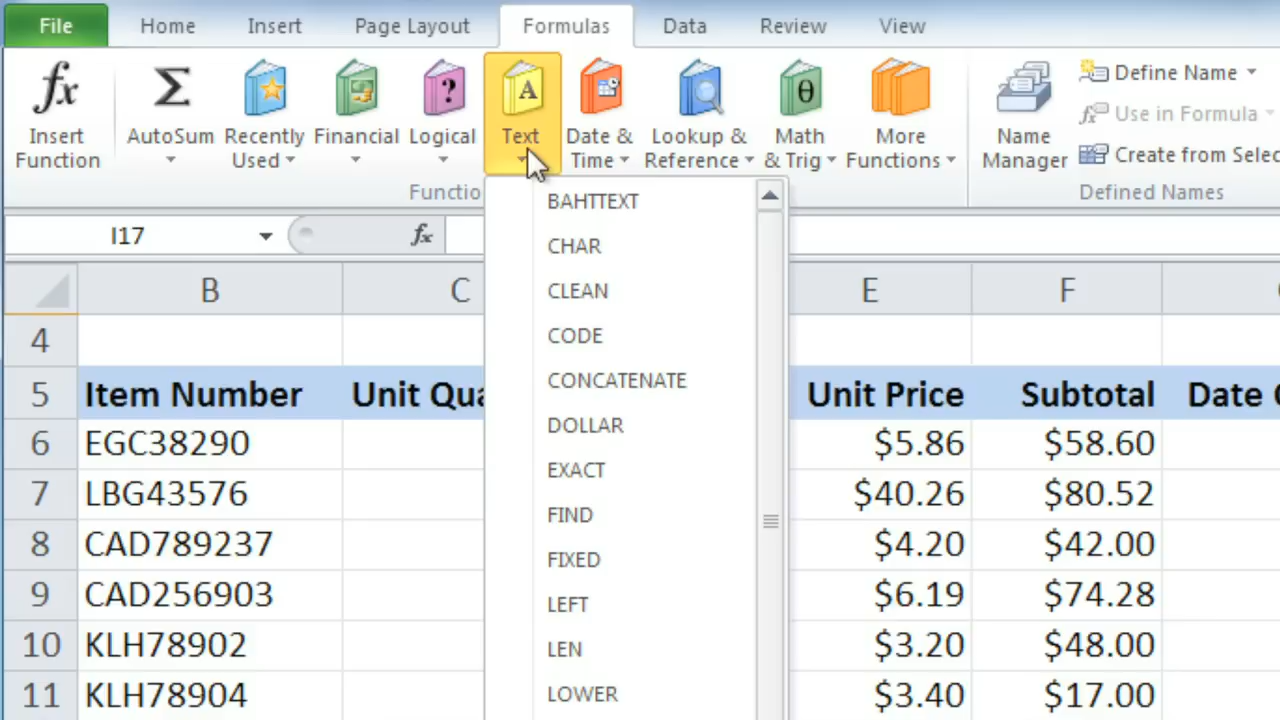 File Home Insert Page Layout Formulas Data Review View
fx Σ ? A θ
Insert Function
AutoSum
Recently Used
Financial
Logical
Text
Date & Time
Lookup & Reference
Math & Trig
More Functions
Name Manager
Define Name
Use in Formula
Create from Selec
Functio
Defined Names
I17 fx
BAHTTEXT
CHAR
CLEAN
CODE
CONCATENATE
DOLLAR
EXACT
FIND
FIXED
LEFT
LEN
LOWER
B C E F
4
5 Item Number Unit Qua Unit Price Subtotal Date
6 EGC38290 $5.86 $58.60
7 LBG43576 $40.26 $80.52
8 CAD789237 $4.20 $42.00
9 CAD256903 $6.19 $74.28
10 KLH78902 $3.20 $48.00
11 KLH78904 $3.40 $17.00